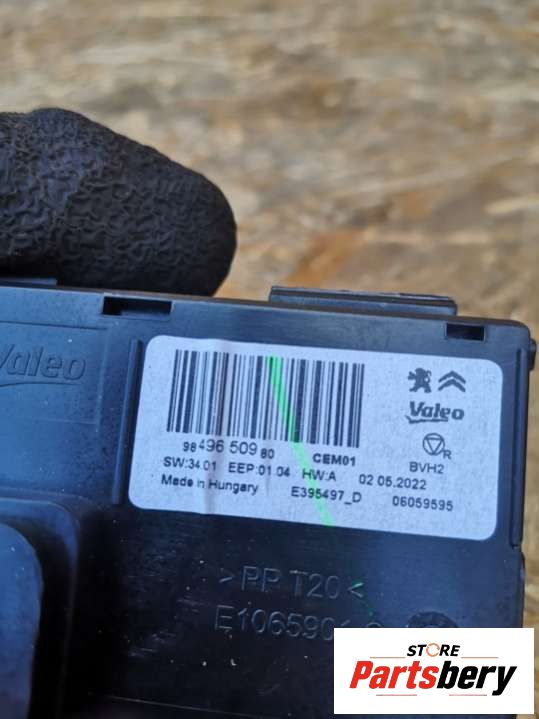 Valeo
Valeo
R
BVH2
98 496 509 80 CEM01
SW:34 01 EEP:01.04 HW:A 02 05.2022
Made in Hungary E395497_D 06059595
>PP T20<
STORE
Partsbery